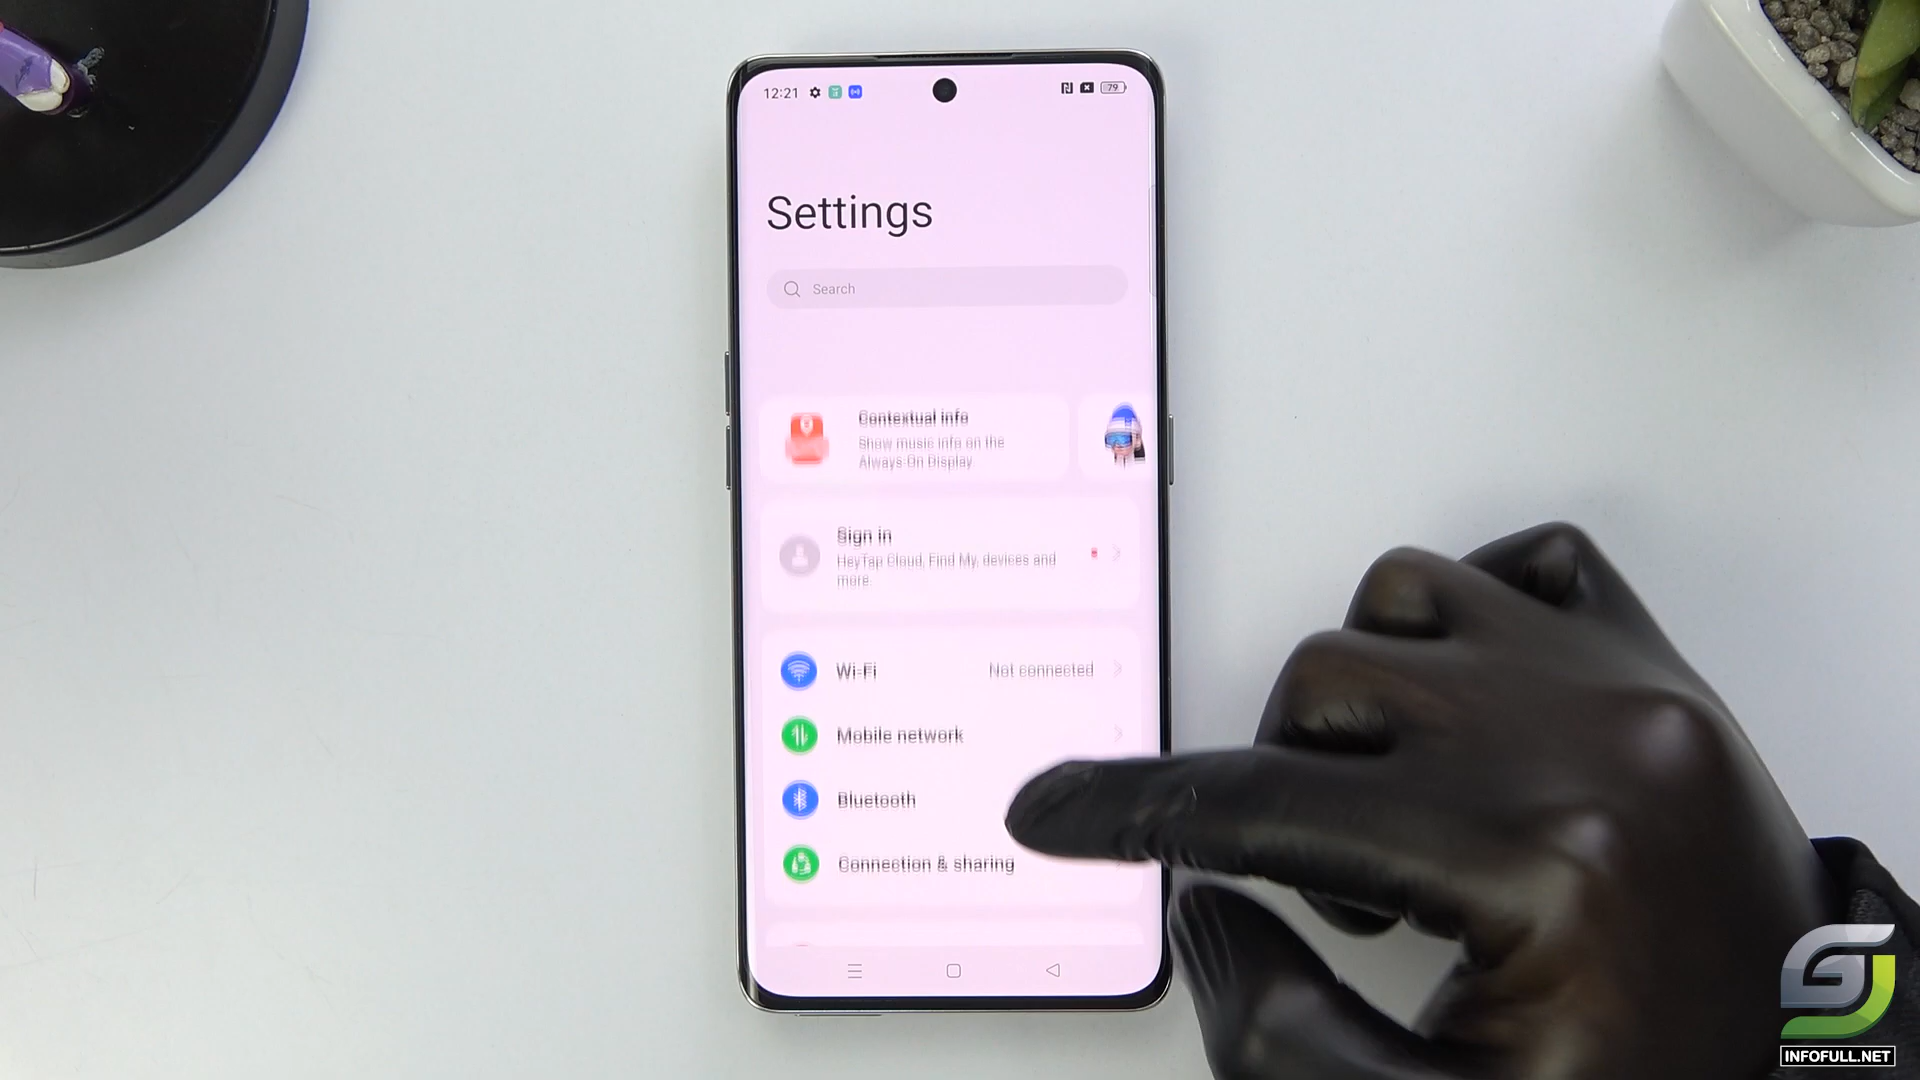 12:21
79
Settings
Search
Contextual info
Show music info on the
Always-On Display
Sign in
HeyTap Cloud, Find My, devices and
more.
Wi-Fi Not connected
Mobile network
Bluetooth
Connection & sharing
INFOFULL.NET